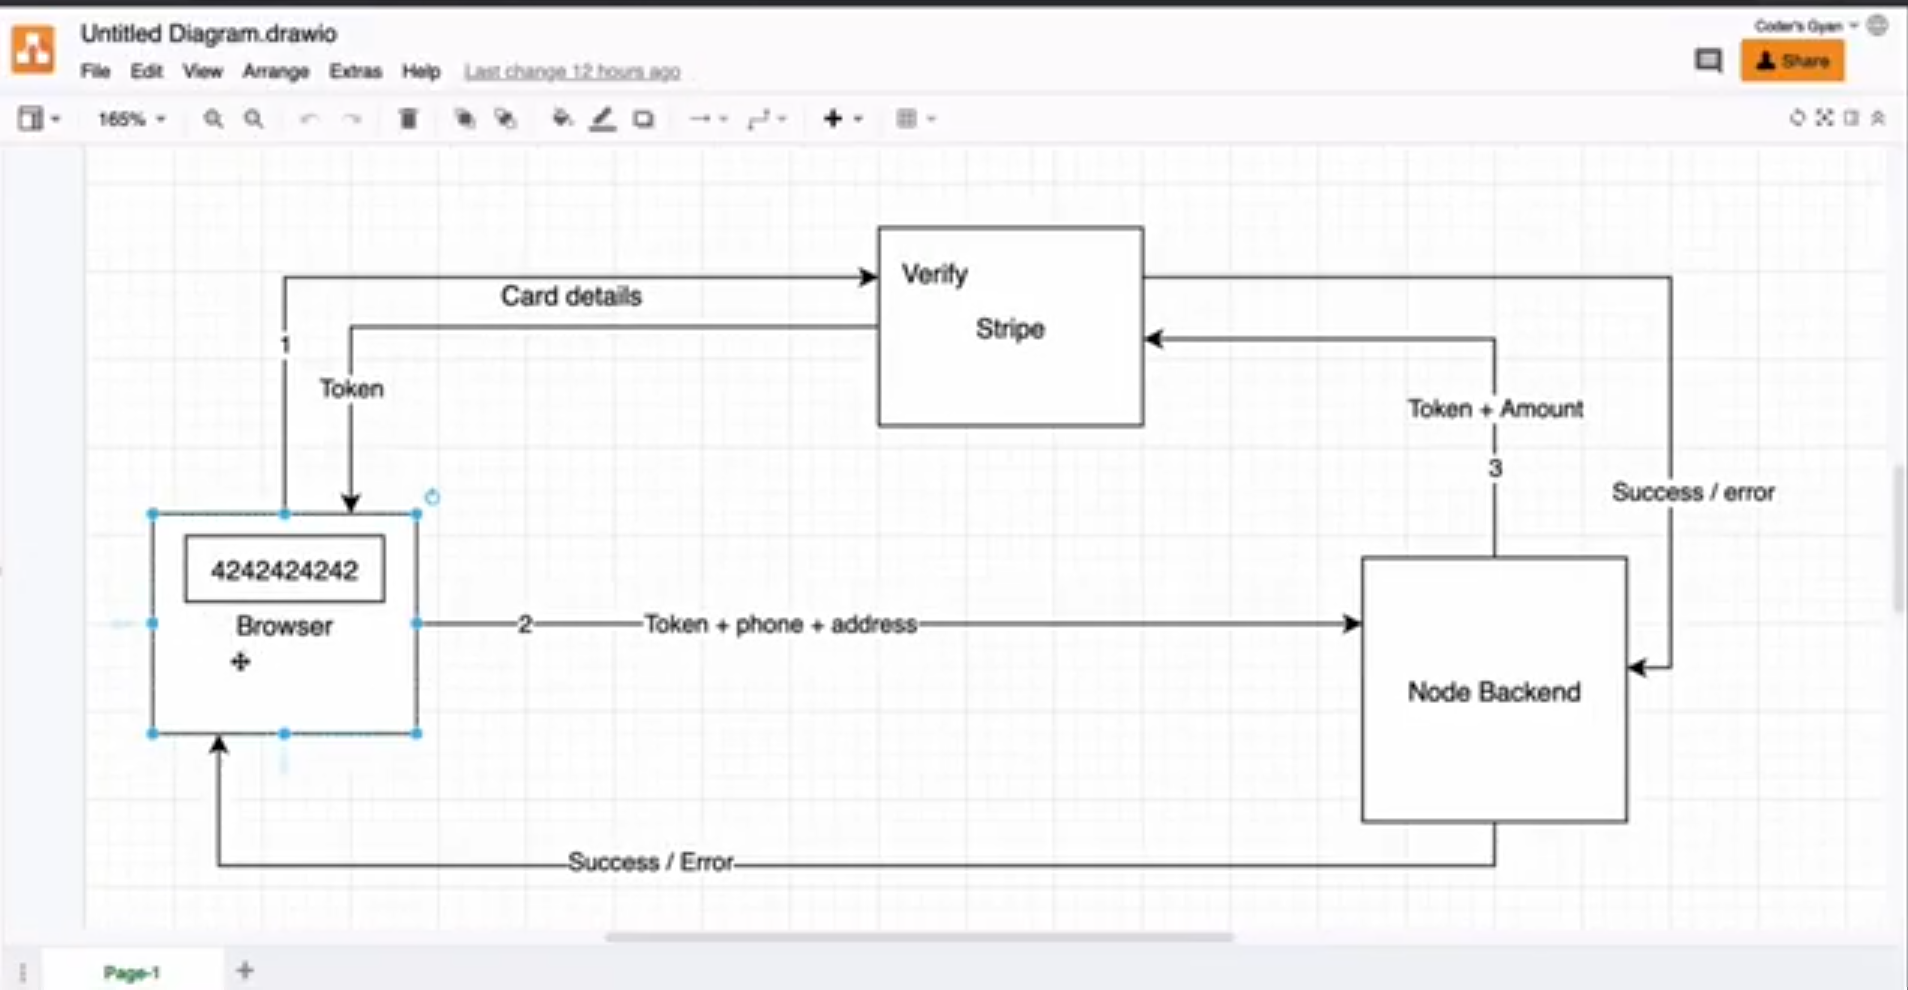 Untitled Diagram.drawio
Coder's Gyan
File Edit View Arrange Extras Help Last change 12 hours ago
Share
165%
Verify
Card details
Stripe
1
Token
Token + Amount
3
Success / error
4242424242
Browser
2 Token + phone + address
Node Backend
Success / Error
Page-1